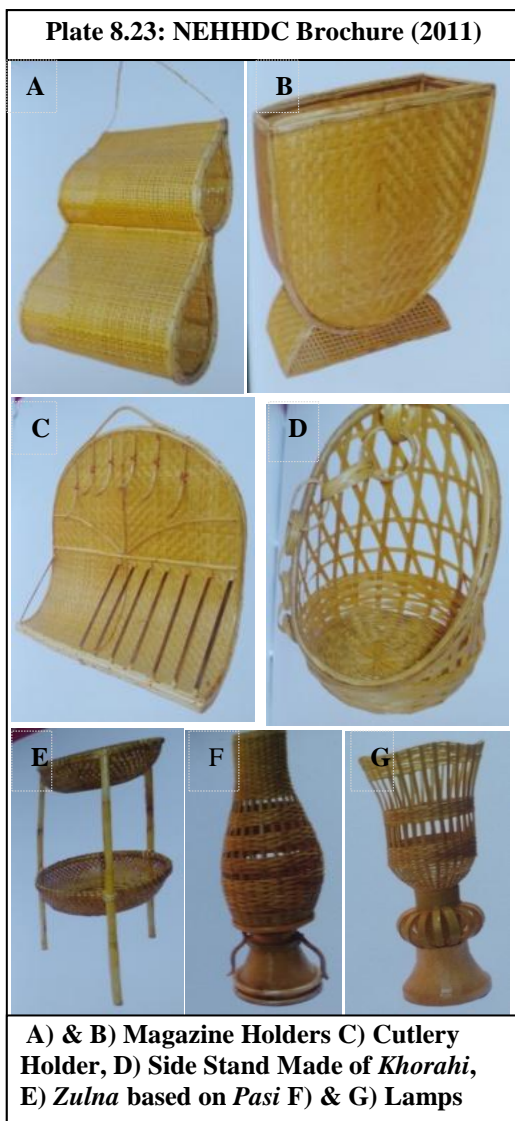 Plate 8.23: NEHHDC Brochure (2011)
A
B
C
D
E
F
G
A) & B) Magazine Holders C) Cutlery
Holder, D) Side Stand Made of Khorahi,
E) Zulna based on Pasi F) & G) Lamps